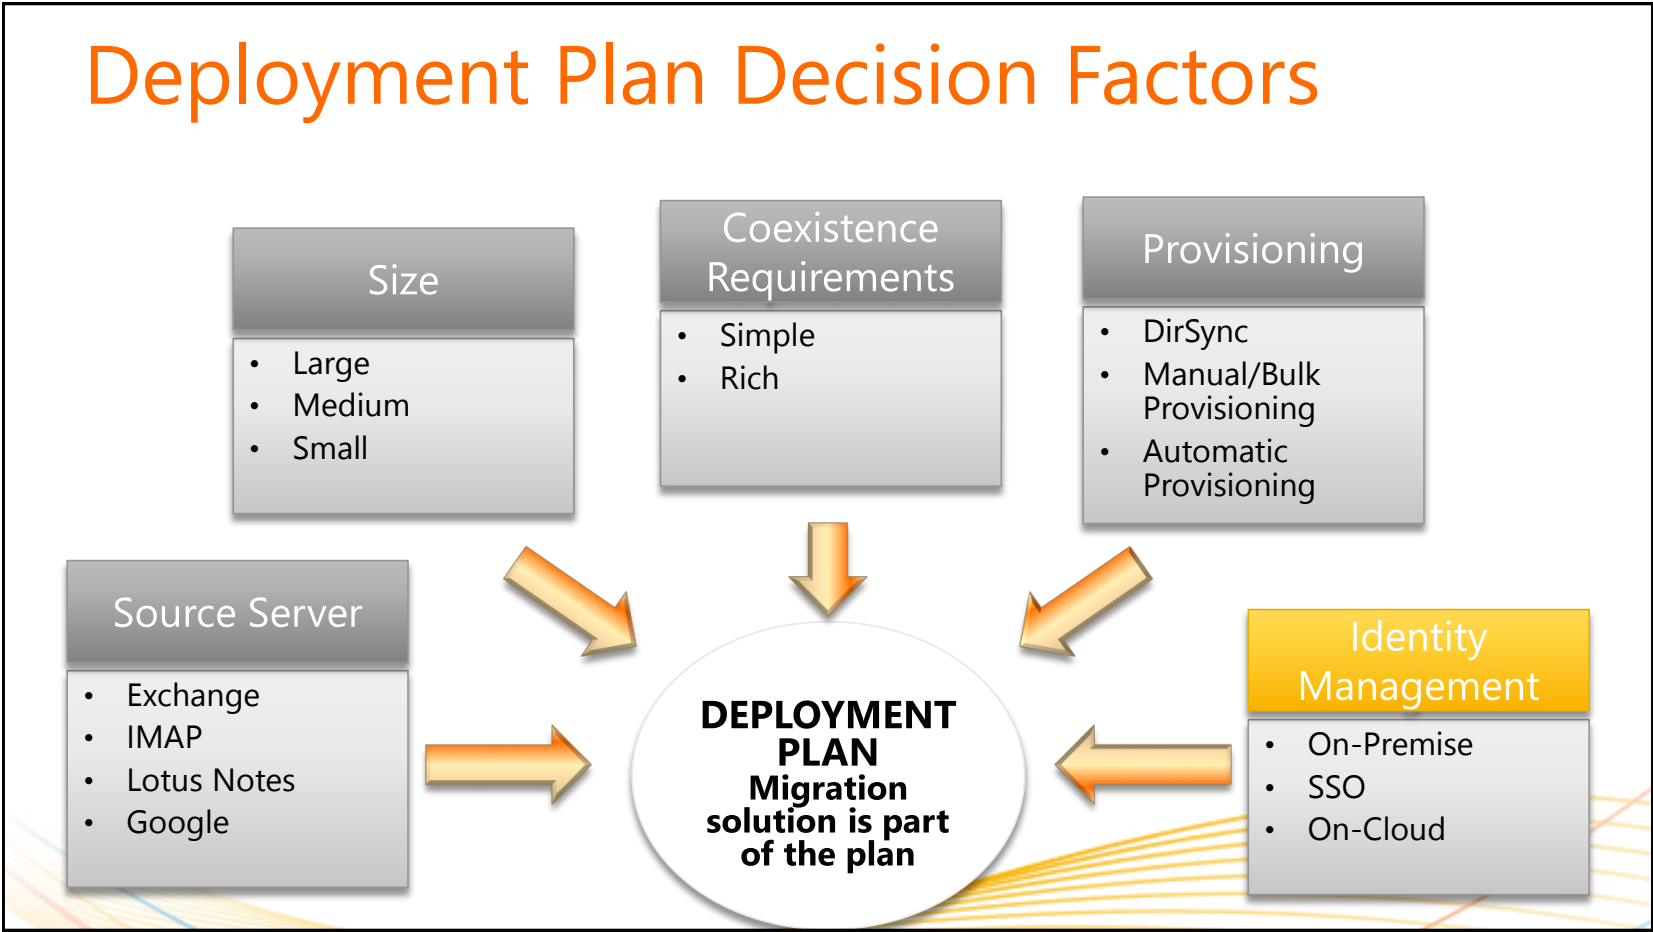 Deployment Plan Decision Factors
Size
• Large
• Medium
• Small
Coexistence
Requirements
• Simple
• Rich
Provisioning
• DirSync
• Manual/Bulk
Provisioning
• Automatic
Provisioning
Source Server
• Exchange
• IMAP
• Lotus Notes
• Google
DEPLOYMENT
PLAN
Migration
solution is part
of the plan
Identity
Management
• On-Premise
• SSO
• On-Cloud